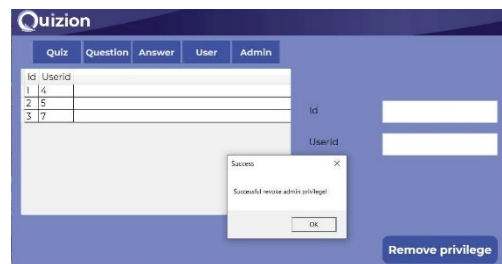 Quizion
Quiz Question Answer User Admin
Id Userid
1 4
2 5
3 7
Id
Userid
Success
Successful revoke admin privilege!
OK
Remove privilege